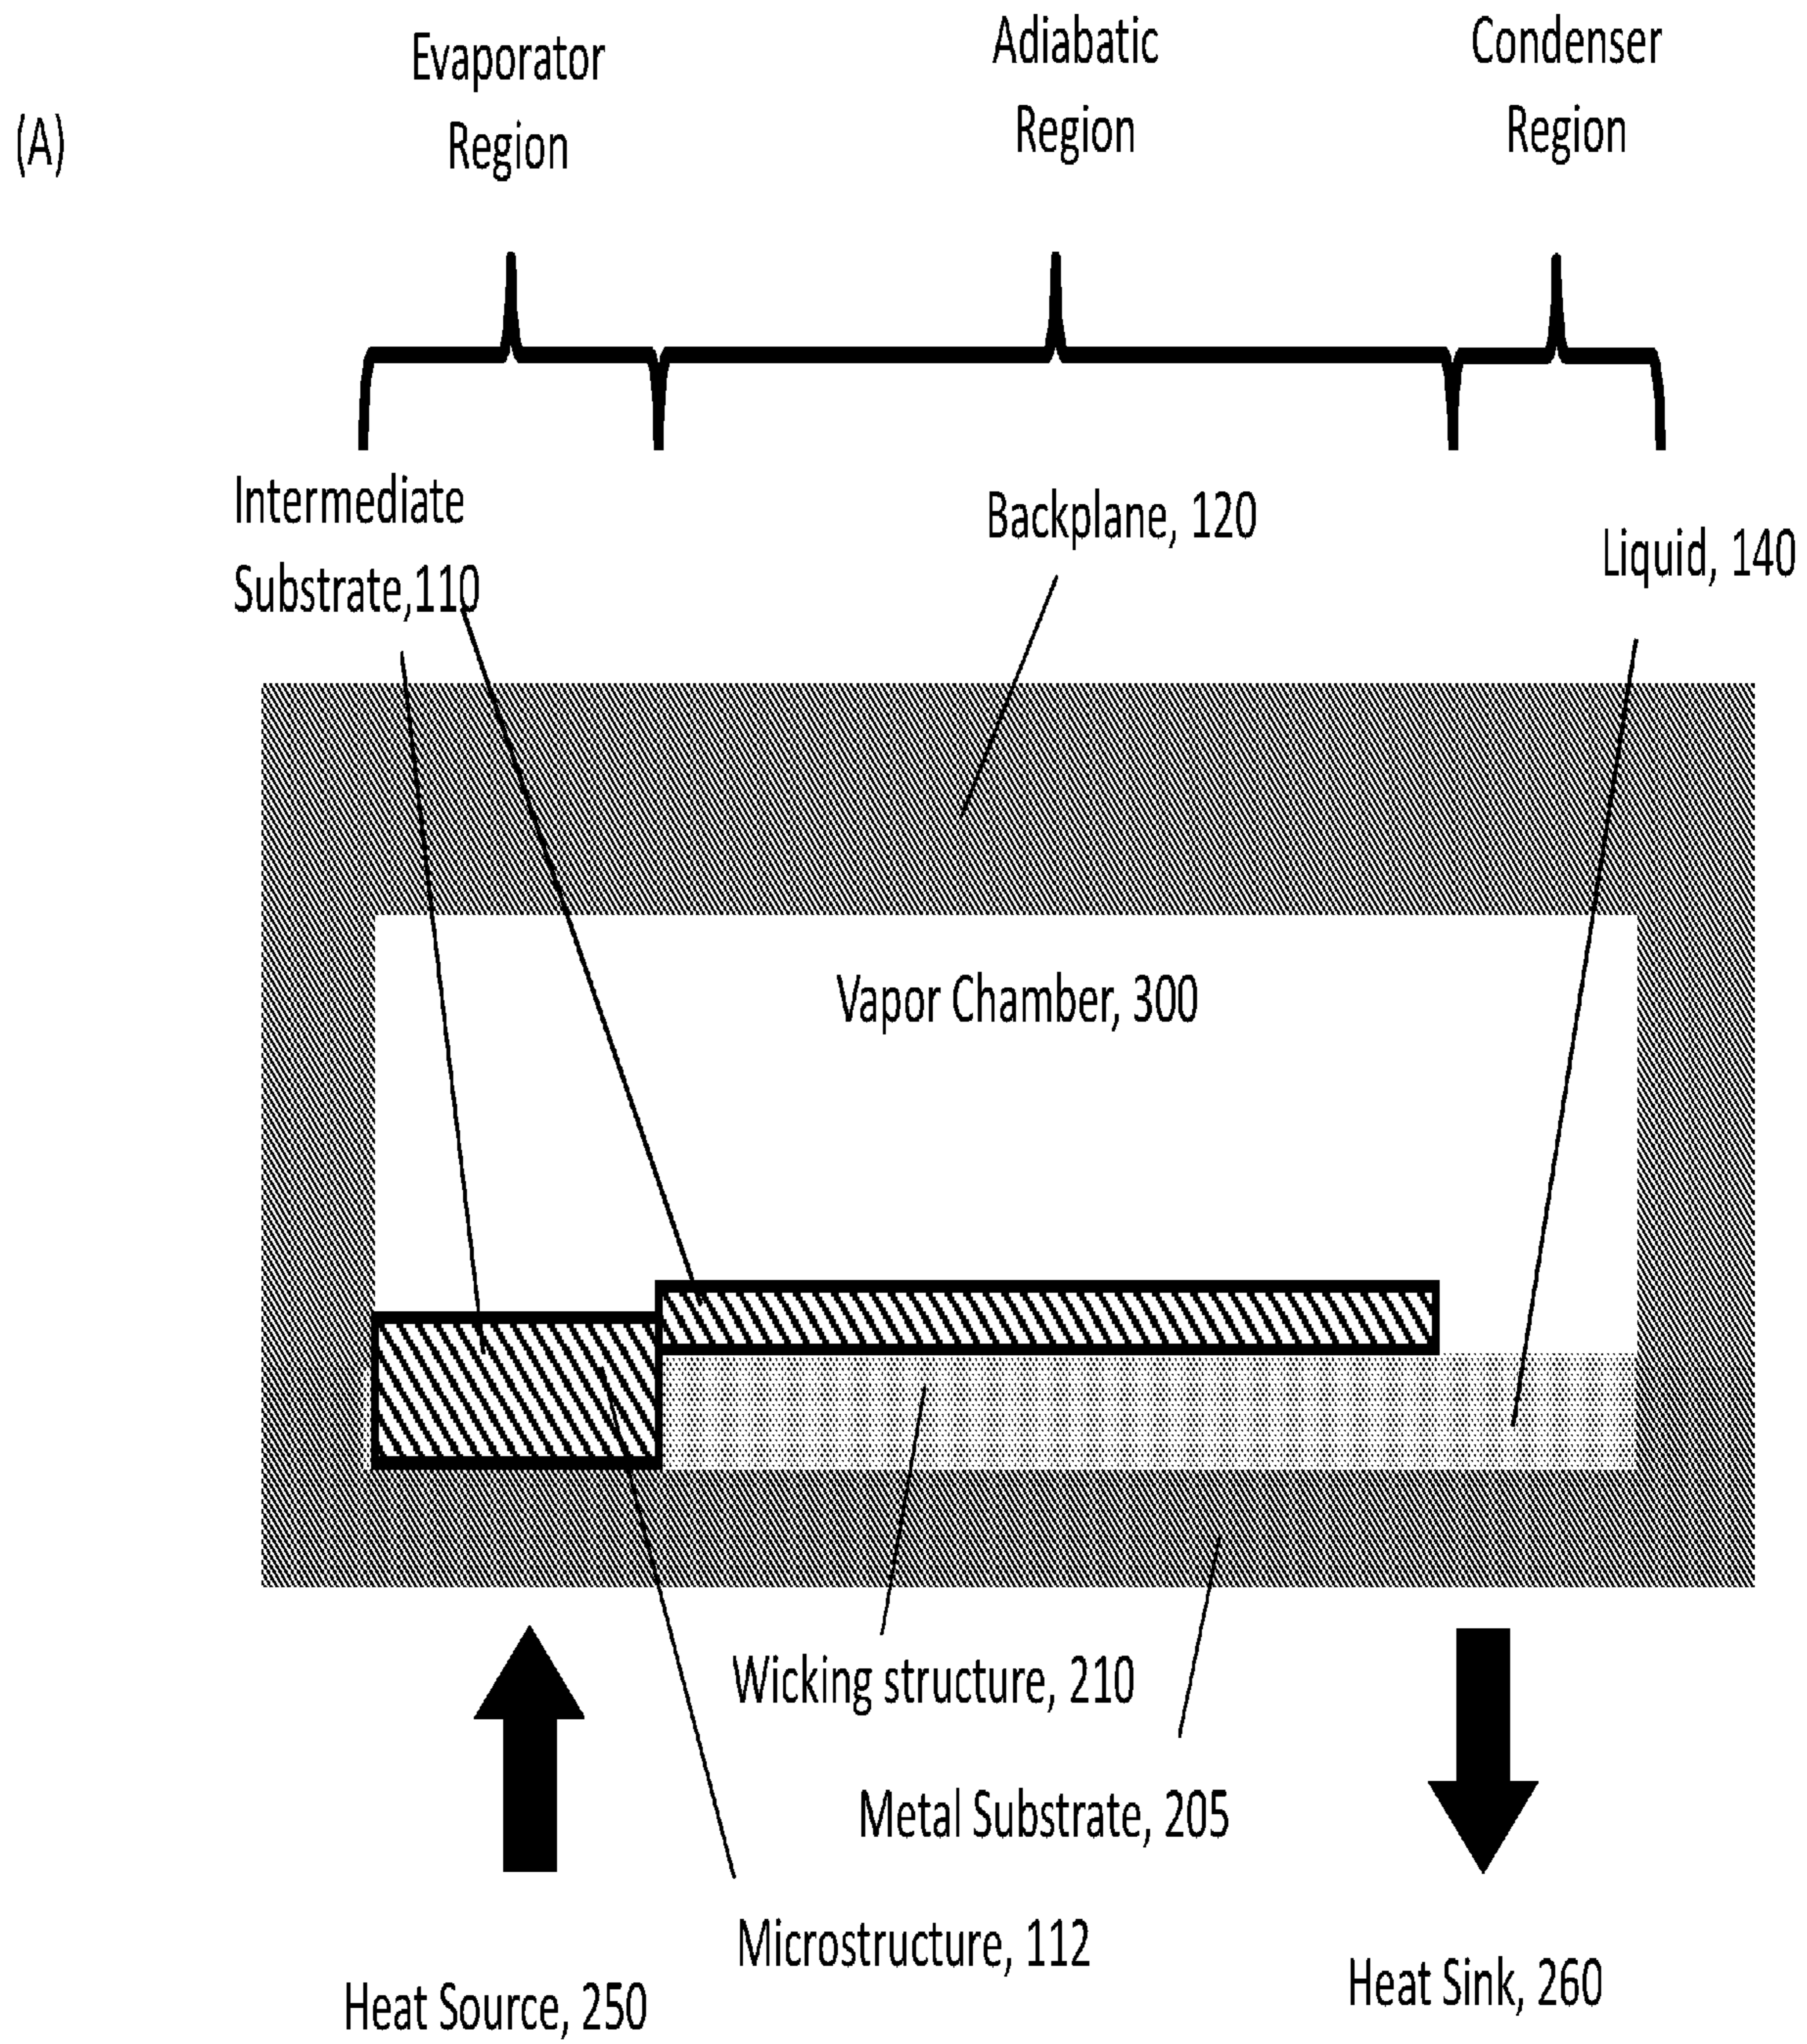 (A)
Evaporator
Region
Adiabatic
Region
Condenser
Region
Intermediate
Substrate,110
Backplane, 120
Liquid, 140
Vapor Chamber, 300
Wicking structure, 210
Metal Substrate, 205
Microstructure, 112
Heat Source, 250
Heat Sink, 260